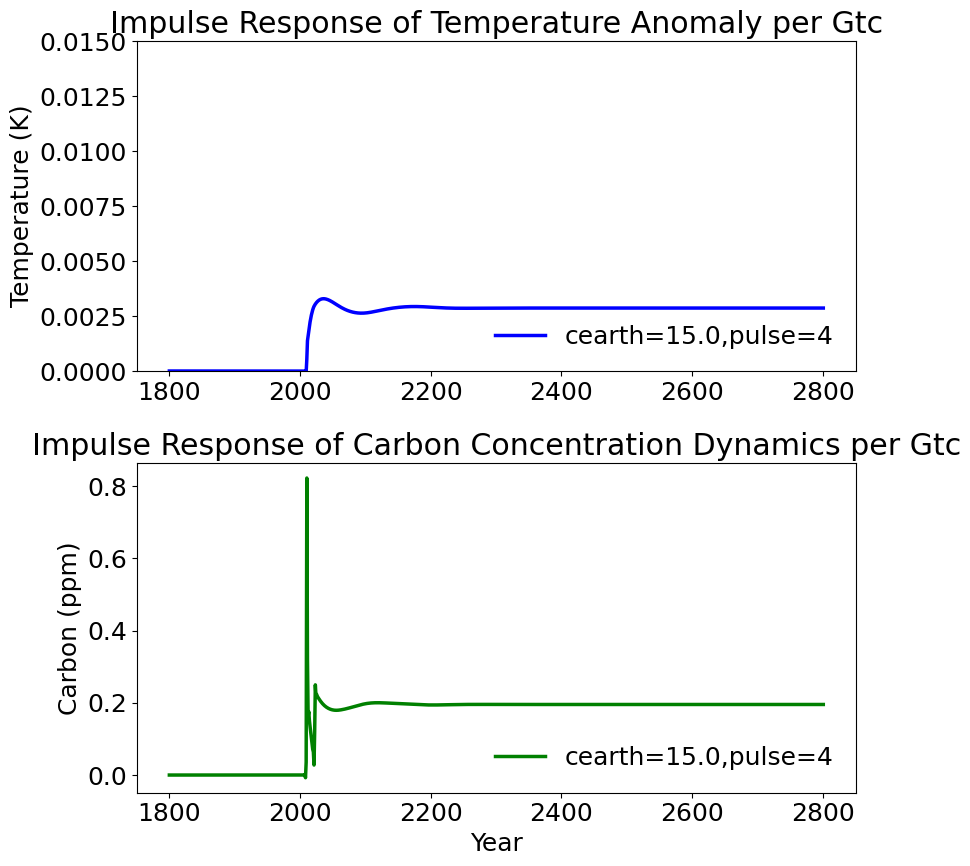 Impulse Response of Temperature Anomaly per Gtc
0.0150
0.0125
0.0100
0.0075
0.0050
0.0025
0.0000
Temperature (K)
cearth=15.0,pulse=4
1800 2000 2200 2400 2600 2800
Impulse Response of Carbon Concentration Dynamics per Gtc
0.8
0.6
0.4
0.2
0.0
Carbon (ppm)
cearth=15.0,pulse=4
1800 2000 2200 2400 2600 2800
Year